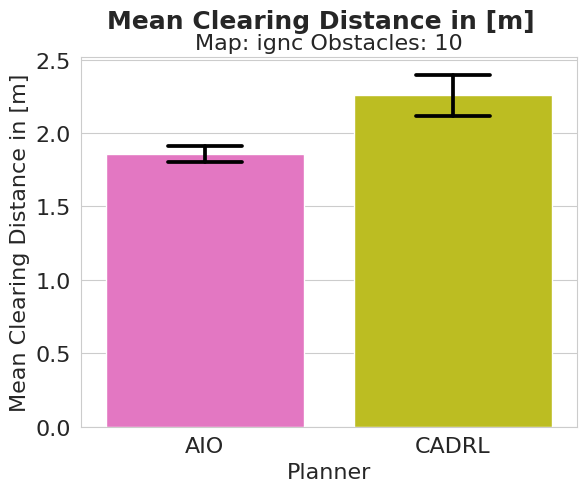 Mean Clearing Distance in [m]
Map: ignc Obstacles: 10
Mean Clearing Distance in [m]
2.5
2.0
1.5
1.0
0.5
0.0
AIO
CADRL
Planner